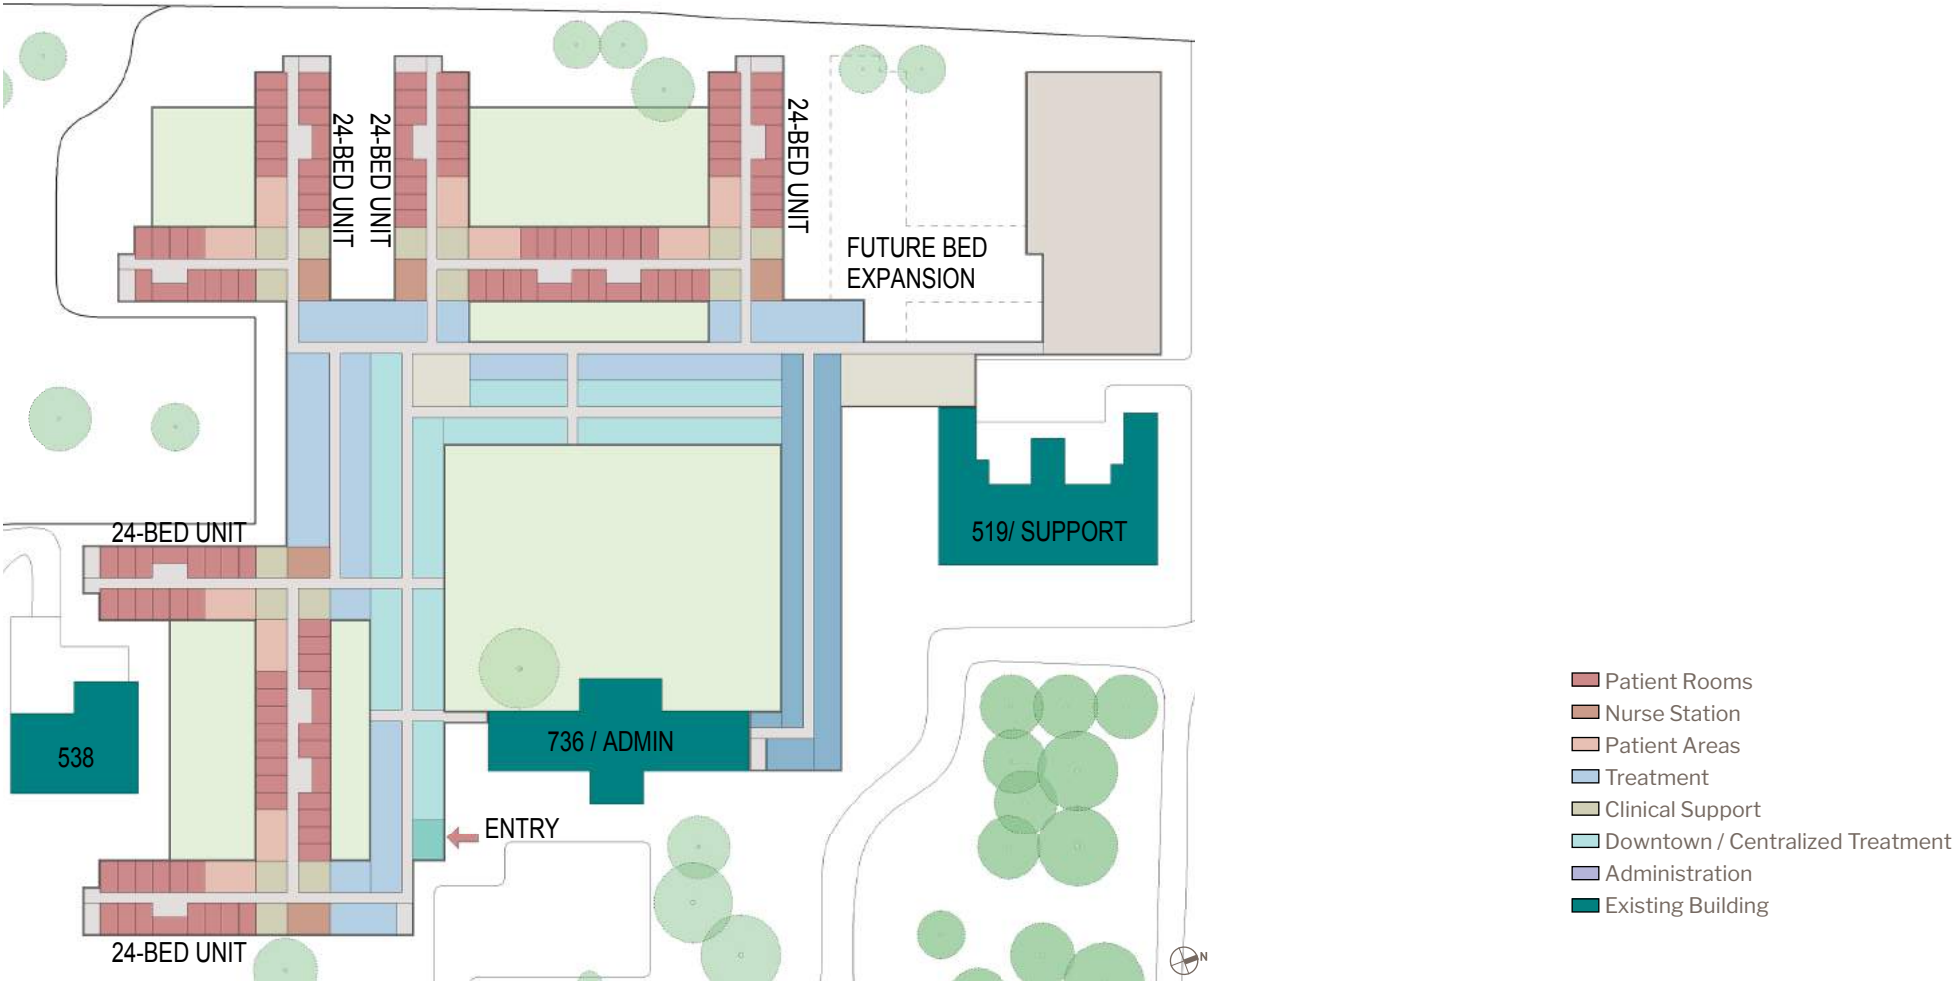 24-BED UNIT
24-BED UNIT
24-BED UNIT
FUTURE BED
EXPANSION
24-BED UNIT
519/ SUPPORT
538
736 / ADMIN
ENTRY
24-BED UNIT
N
Patient Rooms
Nurse Station
Patient Areas
Treatment
Clinical Support
Downtown / Centralized Treatment
Administration
Existing Building